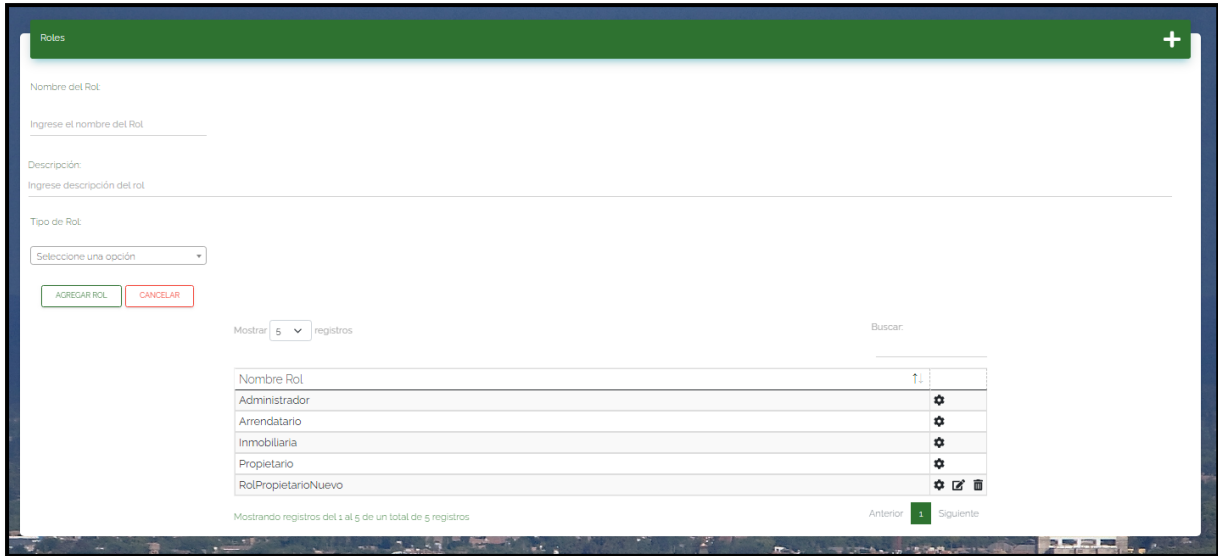 Roles
Nombre del Rol:
Ingrese el nombre del Rol
Descripción:
Ingrese descripción del rol
Tipo de Rol:
Seleccione una opción
AGREGAR ROL CANCELAR
Mostrar 5 registros Buscar:
Nombre Rol
Administrador
Arrendatario
Inmobiliaria
Propietario
RolPropietarioNuevo
Mostrando registros del 1 al 5 de un total de 5 registros Anterior 1 Siguiente